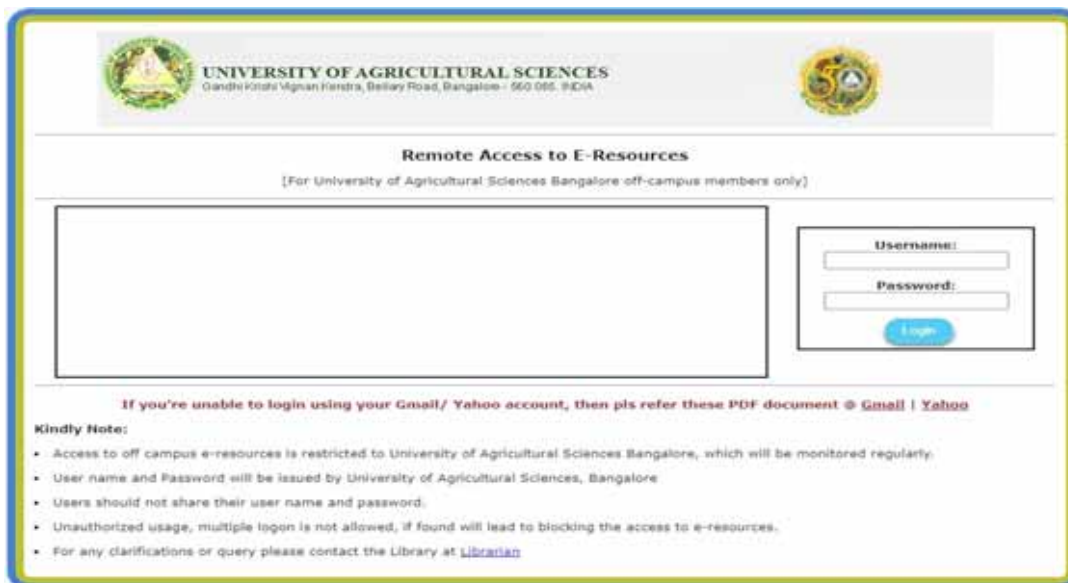 UNIVERSITY OF AGRICULTURAL SCIENCES
Gandhi Krishi Vignan Kendra, Bellary Road, Bangalore - 560 065. INDIA
Remote Access to E-Resources
[For University of Agricultural Sciences Bangalore off-campus members only]
Username:
Password:
Login
If you're unable to login using your Gmail/ Yahoo account, then pls refer these PDF document @ Gmail | Yahoo
Kindly Note:
• Access to off campus e-resources is restricted to University of Agricultural Sciences Bangalore, which will be monitored regularly.
• User name and Password will be issued by University of Agricultural Sciences, Bangalore
• Users should not share their user name and password.
• Unauthorized usage, multiple logon is not allowed, if found will lead to blocking the access to e-resources.
• For any clarifications or query please contact the Library at Librarian